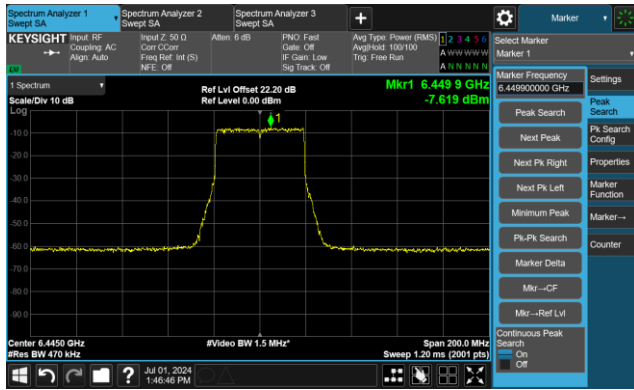 Spectrum Analyzer 1
Swept SA
Spectrum Analyzer 2
Swept SA
Spectrum Analyzer 3
Swept SA
+
Marker
KEYSIGHT
Input: RF
Coupling: AC
Align: Auto
Input Z: 50 Ω
Corr CCorr
Freq Ref: Int (S)
NFE: Off
Atten: 6 dB
PNO: Fast
Gate: Off
IF Gain: Low
Sig Track: Off
Avg Type: Power (RMS)
Avg|Hold: 100/100
Trig: Free Run
1 2 3 4 5 6
A W W W W W
A N N N N N
Select Marker
Marker 1
1 Spectrum
Scale/Div 10 dB
Log
Ref Lvl Offset 22.20 dB
Ref Level 0.00 dBm
Mkr1 6.449 9 GHz
-7.619 dBm
1
-10.0
-20.0
-30.0
-40.0
-50.0
-60.0
-70.0
-80.0
-90.0
Center 6.4450 GHz
#Res BW 470 kHz
#Video BW 1.5 MHz*
Span 200.0 MHz
Sweep 1.20 ms (2001 pts)
Marker Frequency
6.449900000 GHz
Peak Search
Next Peak
Next Pk Right
Next Pk Left
Minimum Peak
Pk-Pk Search
Marker Delta
Mkr→CF
Mkr→Ref Lvl
Continuous Peak
Search
On
Off
Settings
Peak
Search
Pk Search
Config
Properties
Marker
Function
Marker→
Counter
?
Jul 01, 2024
1:46:46 PM